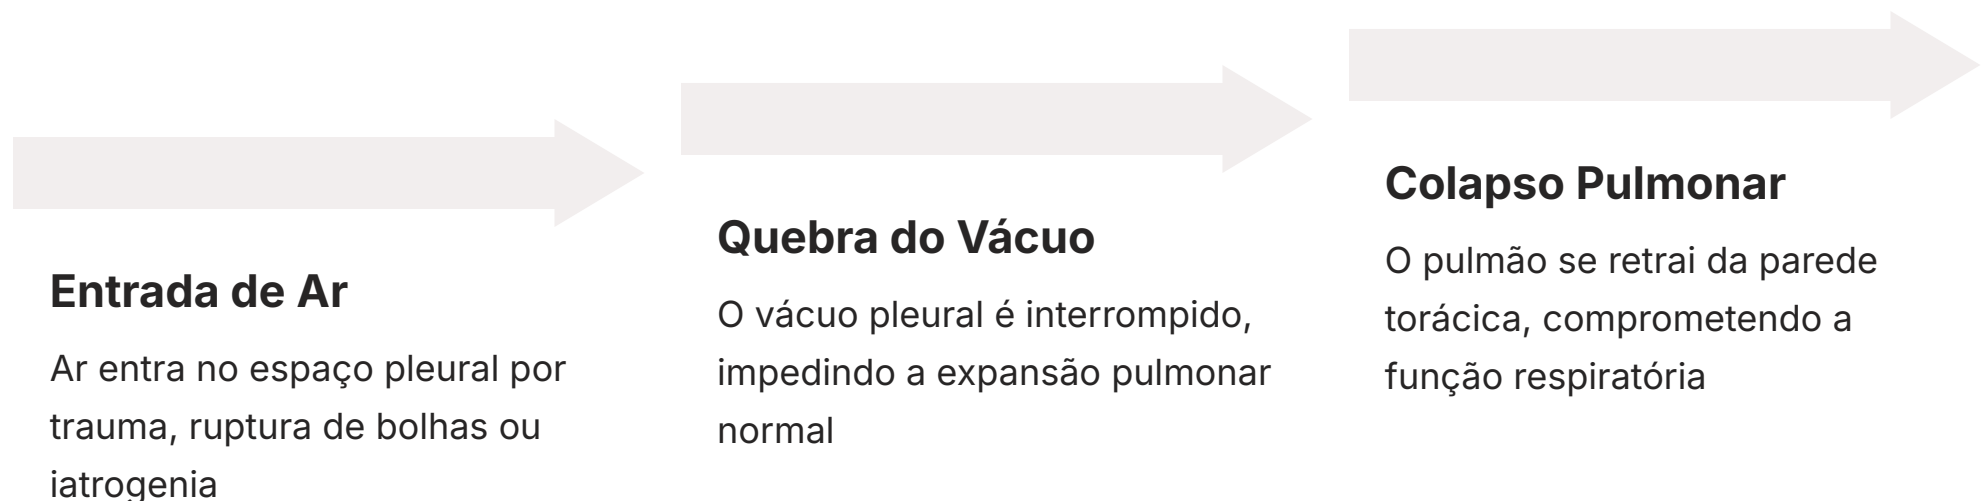 Entrada de Ar
Ar entra no espaço pleural por
trauma, ruptura de bolhas ou
iatrogenia
Quebra do Vácuo
O vácuo pleural é interrompido,
impedindo a expansão pulmonar
normal
Colapso Pulmonar
O pulmão se retrai da parede
torácica, comprometendo a
função respiratória